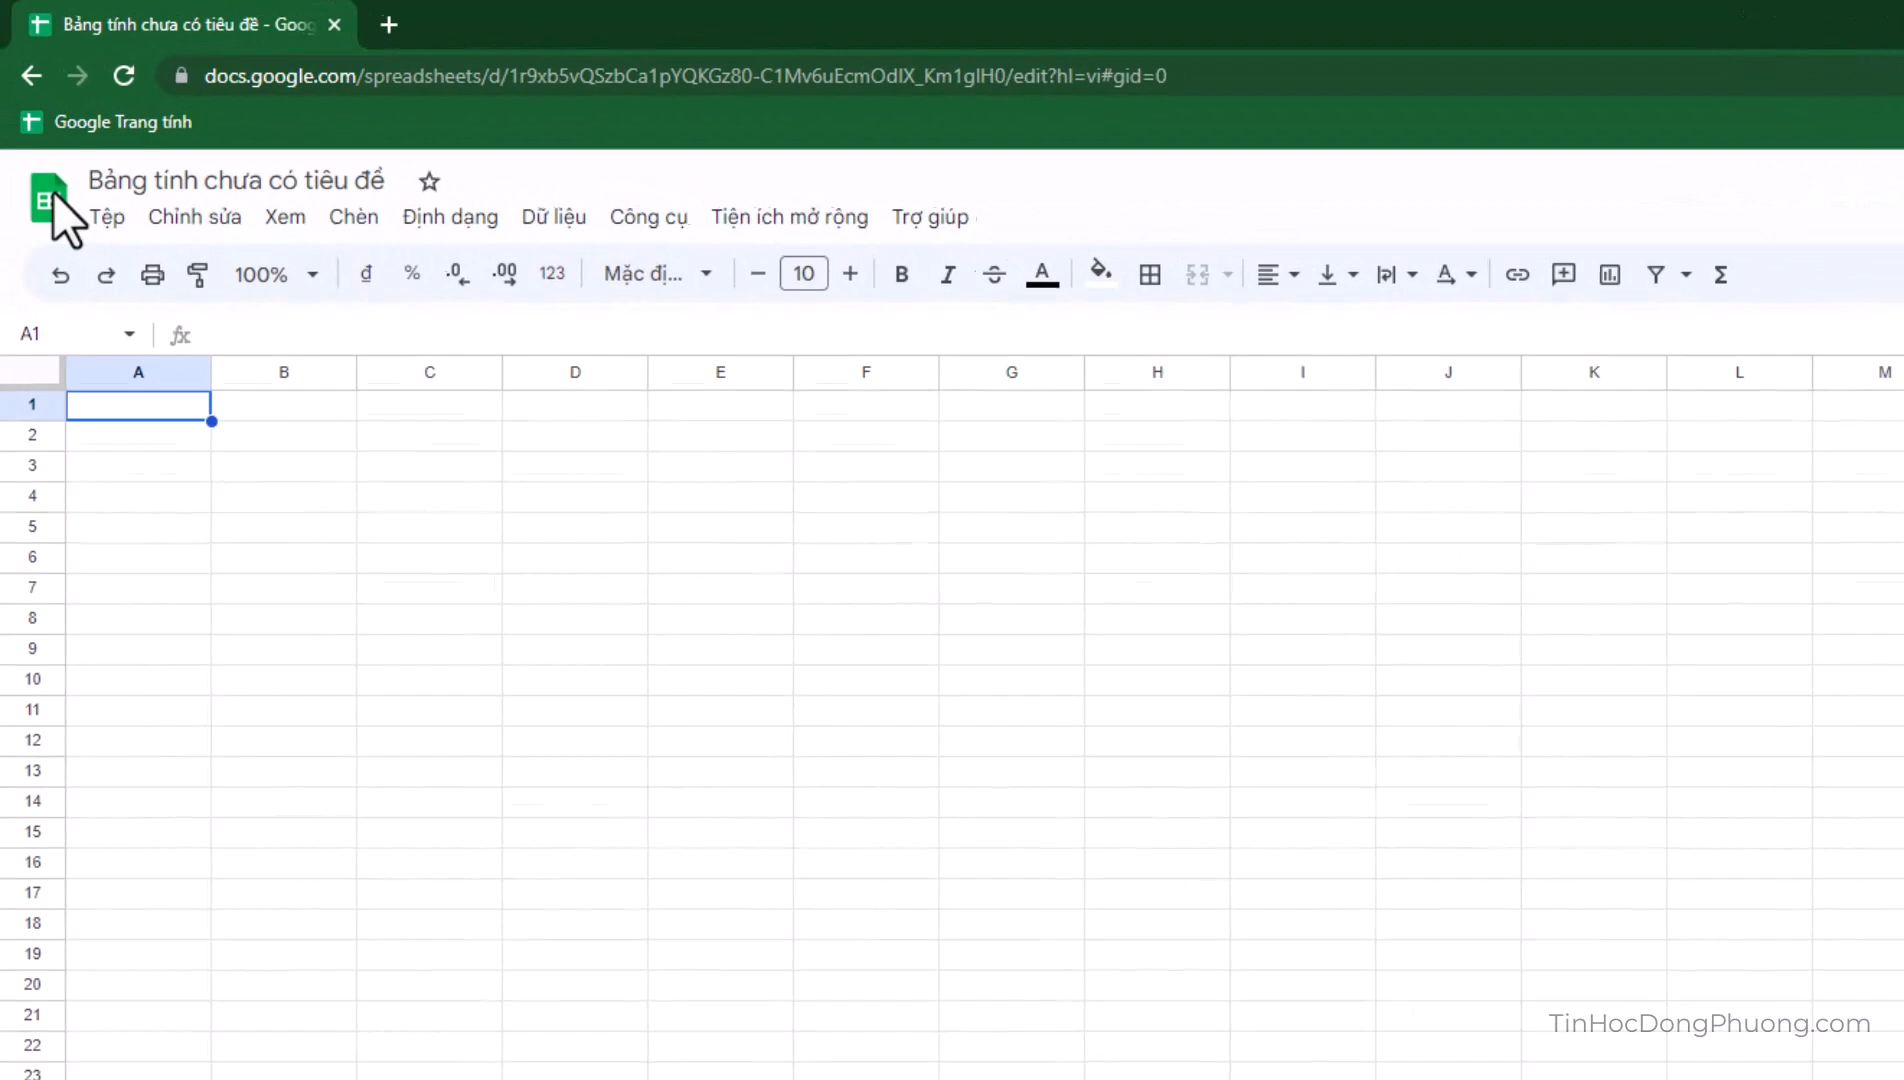 Bảng tính chưa có tiêu đề - Goog
docs.google.com/spreadsheets/d/1r9xb5vQSzbCa1pYQKGz80-C1Mv6uEcmOdIX_Km1gIH0/edit?hl=vi#gid=0
Google Trang tính
Bảng tính chưa có tiêu đề
Tệp Chỉnh sửa Xem Chèn Định dạng Dữ liệu Công cụ Tiện ích mở rộng Trợ giúp
100% đ % .0 .00 123 Mặc đị... 10 B I S A A Σ
A1 fx
A B C D E F G H I J K L M
1
2
3
4
5
6
7
8
9
10
11
12
13
14
15
16
17
18
19
20
21
22
23
TinHocDongPhuong.com